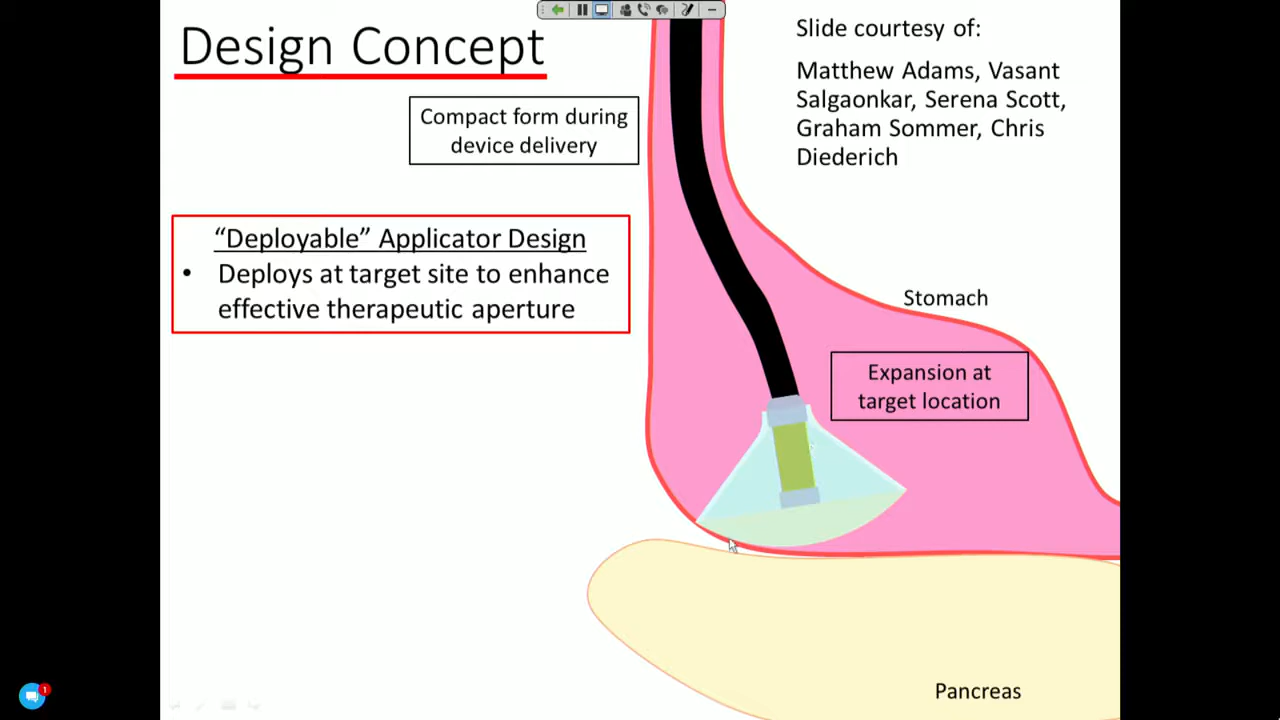 Design Concept
Slide courtesy of:
Matthew Adams, Vasant
Salgaonkar, Serena Scott,
Graham Sommer, Chris
Diederich
Compact form during
device delivery
“Deployable” Applicator Design
• Deploys at target site to enhance
effective therapeutic aperture
Stomach
Expansion at
target location
Pancreas
1